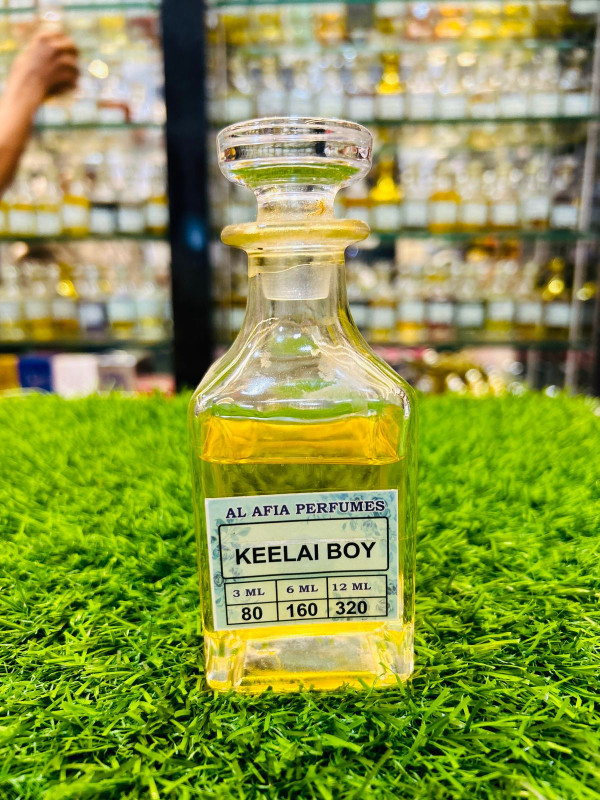 AL AFIA PERFUMES
KEELAI BOY
3 ML 6 ML 12 ML
80 160 320